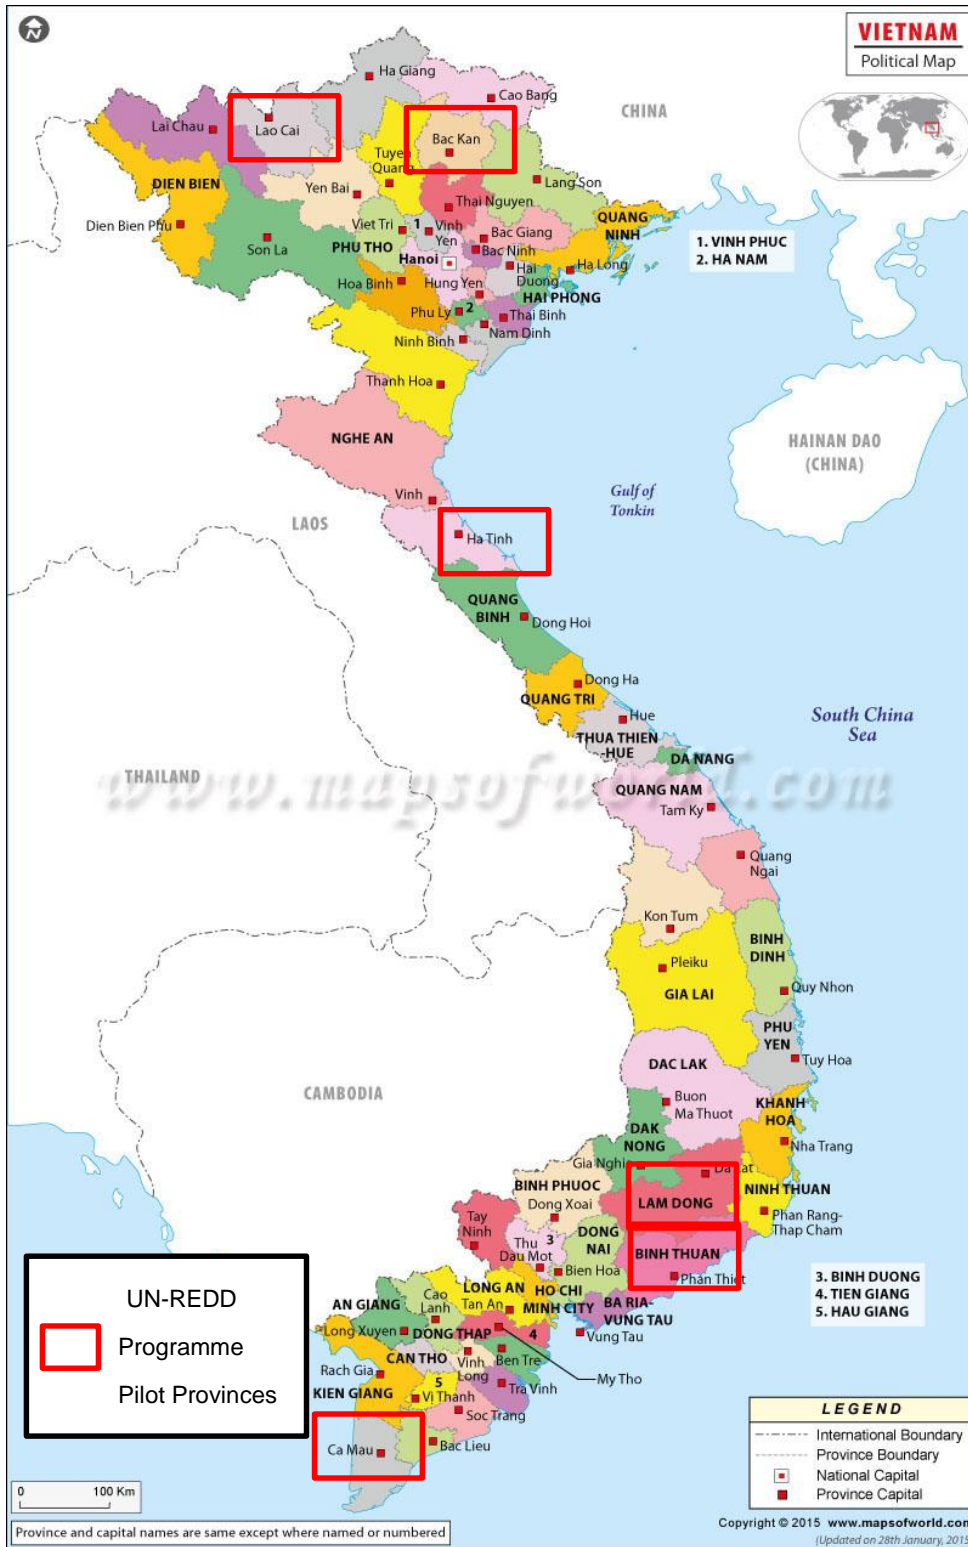 N
VIETNAM
Political Map
Ha Giang
Cao Bang
CHINA
Lao Cai
Lai Chau
Bac Kan
Tuyen
Quang
DIEN BIEN
Yen Bai
Lang Son
Thai Nguyen
QUANG
NINH
Dien Bien Phu
Viet Tri
1
Vinh
Yen
Bac Giang
Son La
PHU THO
Bac Ninh
Hanoi
Hai
Duong
Ha Long
1. VINH PHUC
2. HA NAM
Hoa Binh
Hung Yen
HAI PHONG
Phu Ly
2
Thai Binh
Nam Dinh
Ninh Binh
Thanh Hoa
NGHE AN
HAINAN DAO
(CHINA)
Vinh
Gulf of
Tonkin
LAOS
Ha Tinh
QUANG
BINH
Dong Hoi
Dong Ha
QUANG TRI
Hue
THUA THIEN
-HUE
South China
Sea
DA NANG
THAILAND
www.mapsofworld.com
QUANG NAM
Tam Ky
Quang
Ngai
Kon Tum
BINH
DINH
Pleiku
GIA LAI
Quy Nhon
PHU
YEN
Tuy Hoa
DAC LAK
CAMBODIA
Buon
Ma Thuot
KHANH
HOA
DAK
NONG
Nha Trang
Gia Nghia
Da Lat
BINH PHUOC
NINH THUAN
Dong Xoai
LAM DONG
Phan Rang-
Thap Cham
Tay
Ninh
Thu
Dau Mot
3
DONG
NAI
BINH THUAN
Bien Hoa
Phan Thiet
LONG AN
Tan An
HO CHI
MINH CITY
BA RIA-
VUNG TAU
3. BINH DUONG
4. TIEN GIANG
5. HAU GIANG
AN GIANG
Cao
Lanh
Long Xuyen
DONG THAP
4
Vung Tau
CAN THO
Vinh
Long
Ben Tre
My Tho
Rach Gia
KIEN GIANG
5
Vi Thanh
Tra Vinh
Soc Trang
Ca Mau
Bac Lieu
UN-REDD
Programme
Pilot Provinces
LEGEND
International Boundary
Province Boundary
National Capital
Province Capital
0 100 Km
Copyright © 2015 www.mapsofworld.com
(Updated on 28th January, 2015
Province and capital names are same except where named or numbered